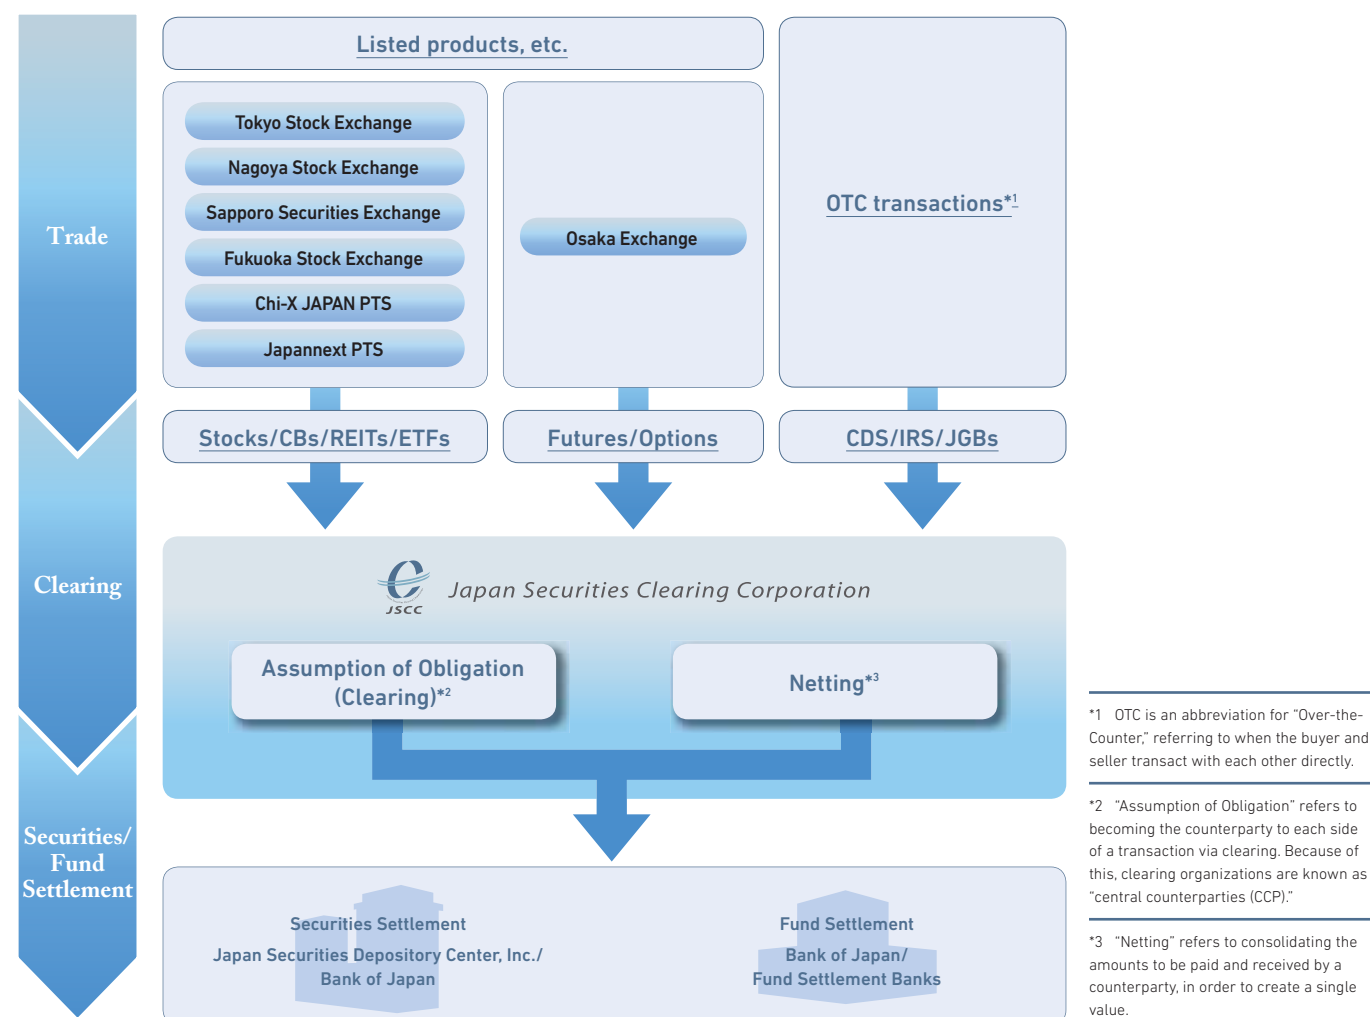 Listed products, etc.
Trade
Tokyo Stock Exchange
Nagoya Stock Exchange
Sapporo Securities Exchange
Fukuoka Stock Exchange
Chi-X JAPAN PTS
Japannext PTS
Osaka Exchange
OTC transactions*1
Stocks/CBs/REITs/ETFs
Futures/Options
CDS/IRS/JGBs
Clearing
JSCC
Japan Securities Clearing Corporation
Assumption of Obligation
(Clearing)*2
Netting*3
Securities/
Fund
Settlement
Securities Settlement
Japan Securities Depository Center, Inc./
Bank of Japan
Fund Settlement
Bank of Japan/
Fund Settlement Banks
*1 OTC is an abbreviation for “Over-the-
Counter,” referring to when the buyer and
seller transact with each other directly.
*2 “Assumption of Obligation” refers to
becoming the counterparty to each side
of a transaction via clearing. Because of
this, clearing organizations are known as
“central counterparties (CCP).”
*3 “Netting” refers to consolidating the
amounts to be paid and received by a
counterparty, in order to create a single
value.